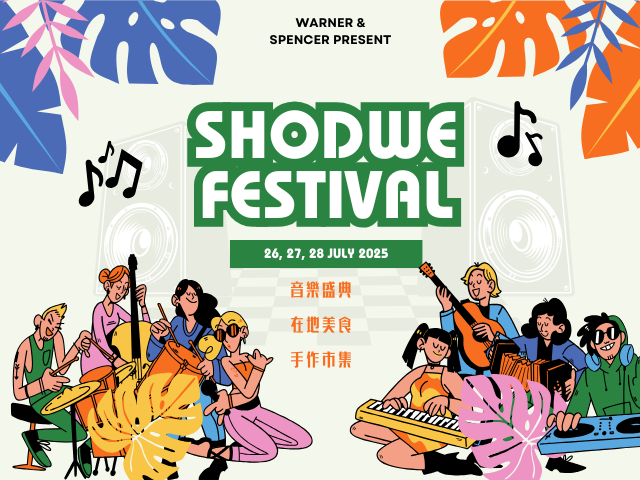 WARNER &
SPENCER PRESENT
SHODWE
FESTIVAL
26, 27, 28 JULY 2025
音樂盛典
在地美食
手作市集